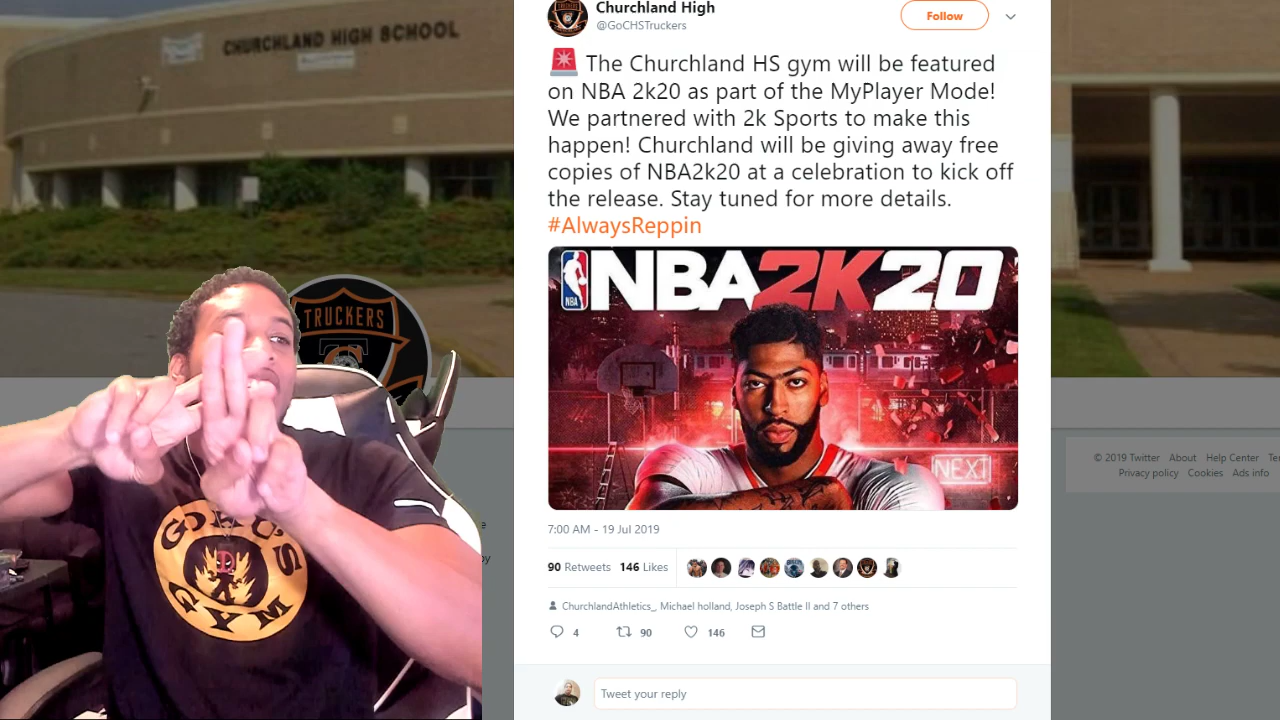 CHURCHLAND HIGH SCHOOL
Churchland High
@GoCHSTruckers
Follow
🚨 The Churchland HS gym will be featured
on NBA 2k20 as part of the MyPlayer Mode!
We partnered with 2k Sports to make this
happen! Churchland will be giving away free
copies of NBA2k20 at a celebration to kick off
the release. Stay tuned for more details.
#AlwaysReppin
NBA
NBA2K20
NEXT
7:00 AM - 19 Jul 2019
90 Retweets 146 Likes
ChurchlandAthletics_, Michael holland, Joseph S Battle II and 7 others
4 90 146
Tweet your reply
TRUCKERS
GYM
© 2019 Twitter About Help Center
Privacy policy Cookies Ads info